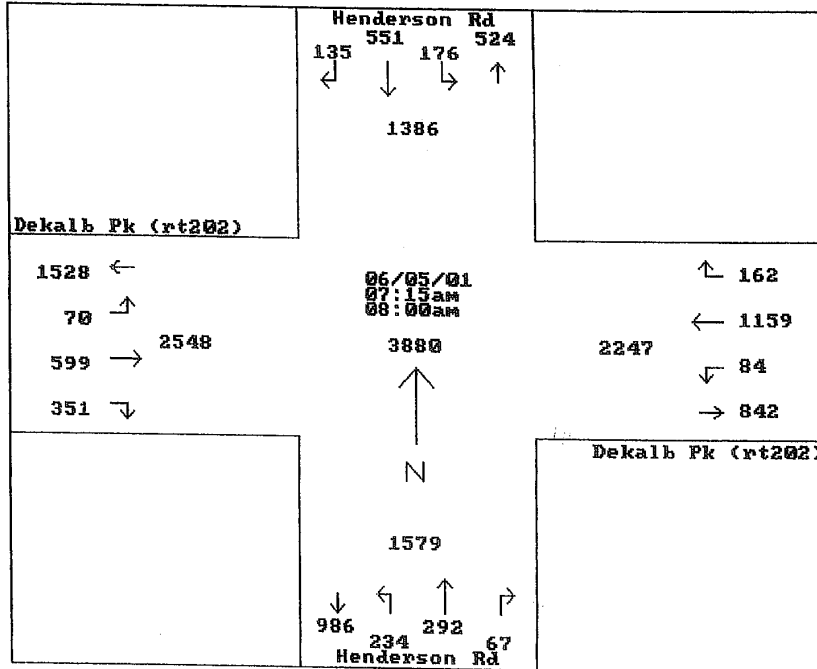 Henderson Rd
135 551 176 524
1386
Dekalb Pk (rt202)
1528
70
599
351
2548
06/05/01
07:15am
08:00am
3880
2247
162
1159
84
842
Dekalb Pk (rt202)
N
1579
986 234 292 67
Henderson Rd